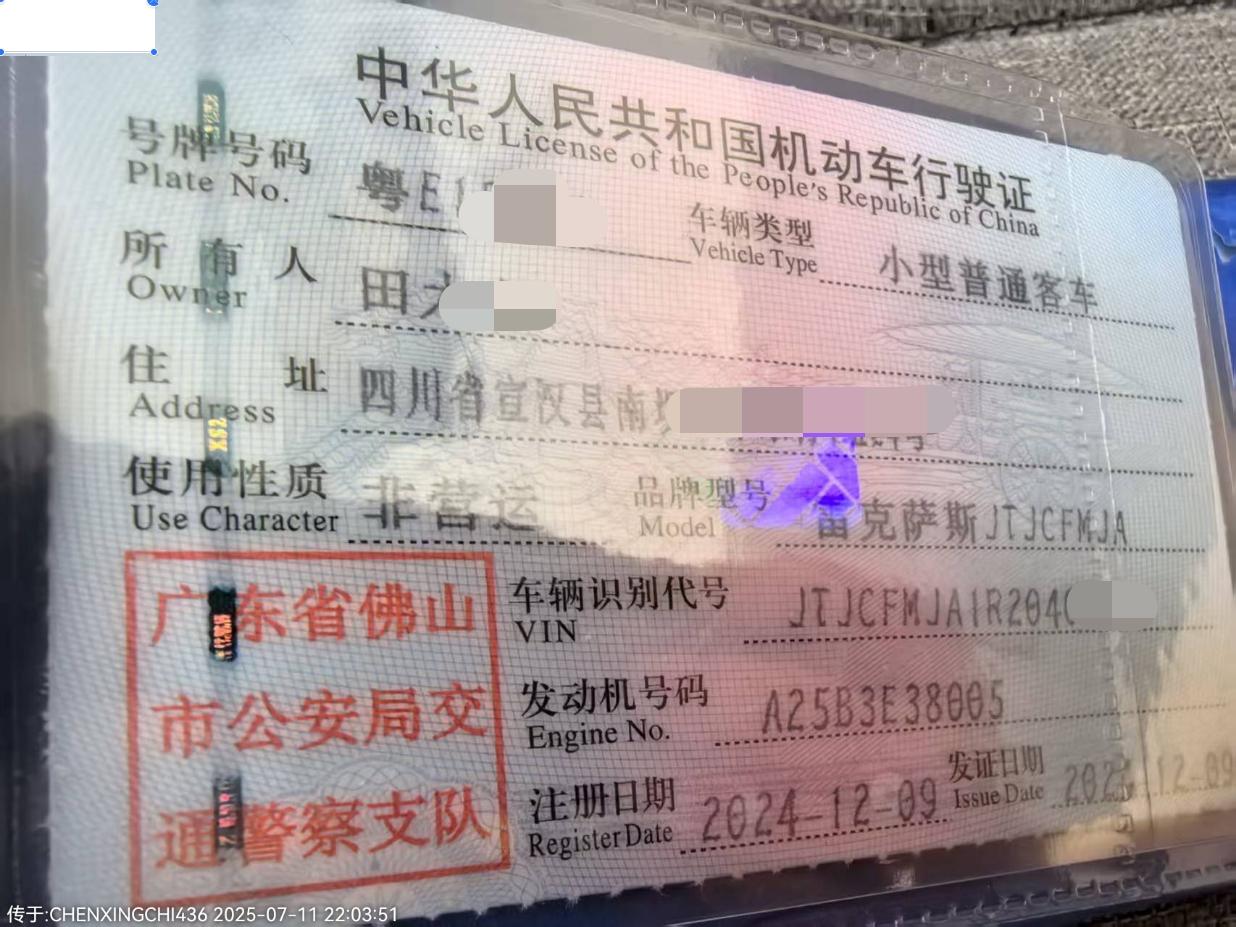 中华人民共和国机动车行驶证
Vehicle License of the People's Republic of China
号牌号码
Plate No.
粤E1
车辆类型
Vehicle Type
小型普通客车
所有人
Owner
田
住址
Address
四川省宣汉县南
使用性质
Use Character
非营运
品牌型号
Model
雷克萨斯JTJCFMJA
广东省佛山
市公安局交
通警察支队
车辆识别代号
VIN
JTJCFMJA1R204
发动机号码
Engine No.
A25B3E38005
注册日期
Register Date
2024-12-09
发证日期
Issue Date
12-09
传于:CHENXINGCHI436 2025-07-11 22:03:51